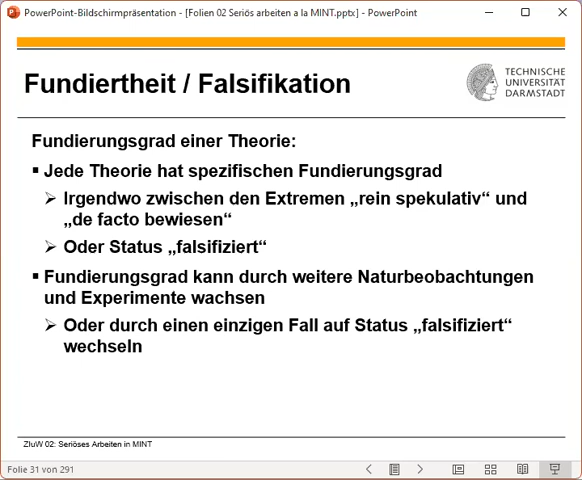 PowerPoint-Bildschirmpräsentation - [Folien 02 Seriös arbeiten a la MINT.pptx] - PowerPoint
Fundiertheit / Falsifikation
TECHNISCHE
UNIVERSITÄT
DARMSTADT
Fundierungsgrad einer Theorie:
▪ Jede Theorie hat spezifischen Fundierungsgrad
➢ Irgendwo zwischen den Extremen „rein spekulativ“ und
„de facto bewiesen“
➢ Oder Status „falsifiziert“
▪ Fundierungsgrad kann durch weitere Naturbeobachtungen
und Experimente wachsen
➢ Oder durch einen einzigen Fall auf Status „falsifiziert“
wechseln
ZIuW 02: Seriöses Arbeiten in MINT
Folie 31 von 291